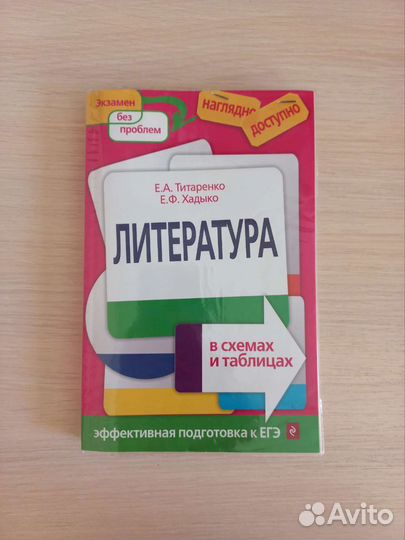 Экзамен
без
проблем
наглядно
доступно
Е.А. Титаренко
Е.Ф. Хадыко
ЛИТЕРАТУРА
в схемах
и таблицах
эффективная подготовка к ЕГЭ
Avito